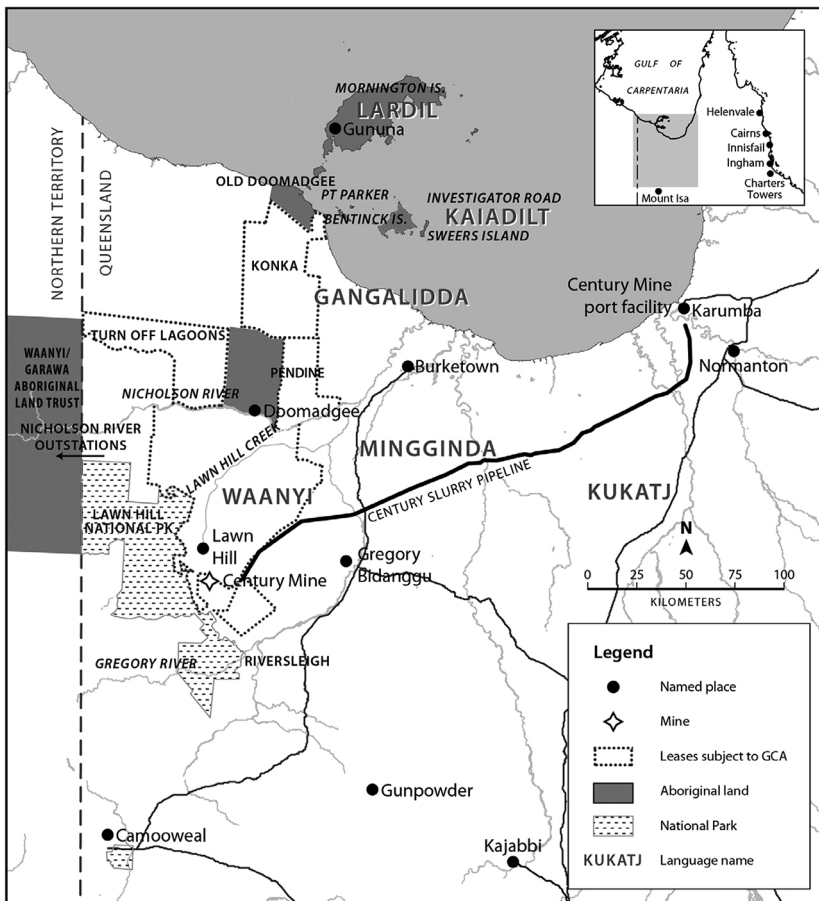 MORNINGTON IS.
LARDIL
Gununa
GULF OF
CARPENTARIA
Helenvale
Cairns
Innisfail
Ingham
Charters
Towers
Mount Isa
NORTHERN TERRITORY
QUEENSLAND
OLD DOOMADGEE
PT PARKER
BENTINCK IS.
INVESTIGATOR ROAD
KAIADILT
SWEERS ISLAND
KONKA
GANGALIDDA
Century Mine
port facility
Karumba
Normanton
TURN OFF LAGOONS
WAANYI/
GARAWA
ABORIGINAL
LAND TRUST
PENDINE
Burketown
NICHOLSON RIVER
Doomadgee
NICHOLSON RIVER
OUTSTATIONS
LAWN HILL CREEK
MINGGINDA
WAANYI
CENTURY SLURRY PIPELINE
KUKATJ
LAWN HILL
NATIONAL PK
Lawn
Hill
Century Mine
Gregory
Bidanggu
N
0 25 50 75 100
KILOMETERS
GREGORY RIVER
RIVERSLEIGH
Gunpowder
Camooweal
Kajabbi
Legend
Named place
Mine
Leases subject to GCA
Aboriginal land
National Park
KUKATJ Language name